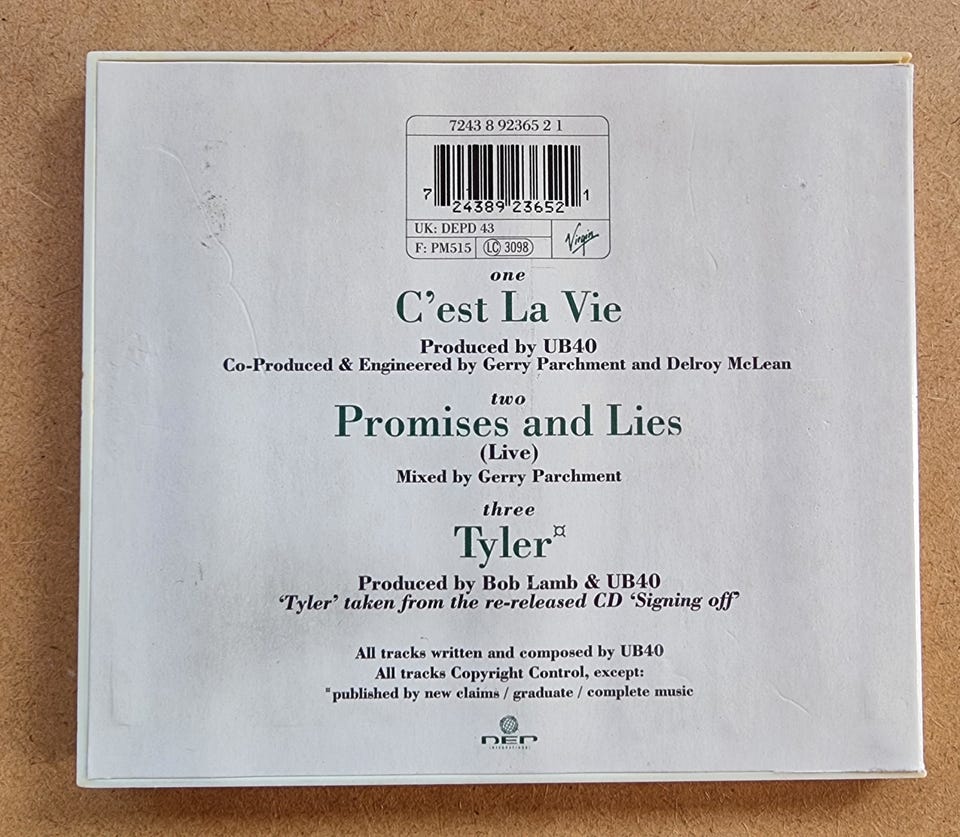 7243 8 92365 2 1
7 24389 23652 1
UK: DEPD 43
F: PM515 LC 3098 Virgin
one
C’est La Vie
Produced by UB40
Co-Produced & Engineered by Gerry Parchment and Delroy McLean
two
Promises and Lies
(Live)
Mixed by Gerry Parchment
three
Tyler¤
Produced by Bob Lamb & UB40
‘Tyler’ taken from the re-released CD ‘Signing off’
All tracks written and composed by UB40
All tracks Copyright Control, except:
¤published by new claims / graduate / complete music
DEP
INTERNATIONAL